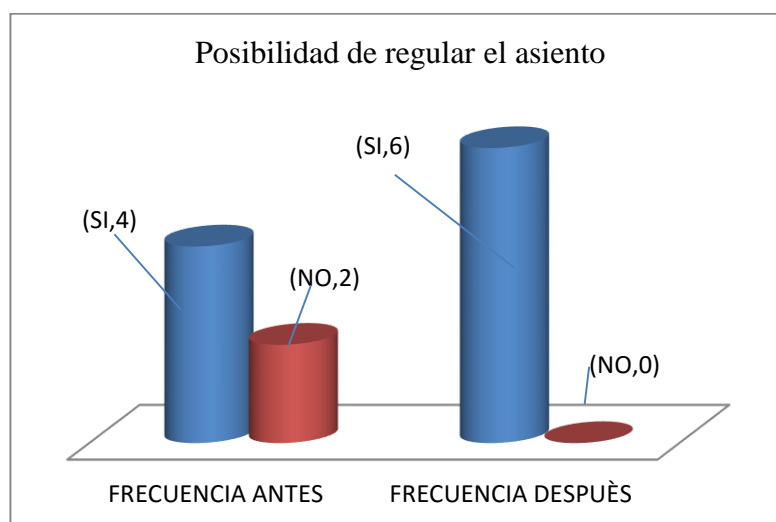 Posibilidad de regular el asiento
(SI,6)
(SI,4)
(NO,2)
(NO,0)
FRECUENCIA ANTES
FRECUENCIA DESPUÈS